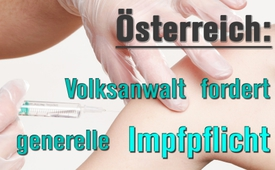 Österreich:
Volksanwalt fordert
generelle Impfpflicht